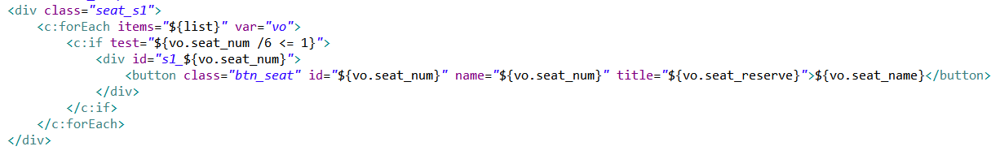 <div class="seat_s1">
    <c:forEach items="${list}" var="vo">
        <c:if test="${vo.seat_num /6 <= 1}">
            <div id="s1_${vo.seat_num}">
                <button class="btn_seat" id="${vo.seat_num}" name="${vo.seat_num}" title="${vo.seat_reserve}">${vo.seat_name}</button>
            </div>
        </c:if>
    </c:forEach>
</div>